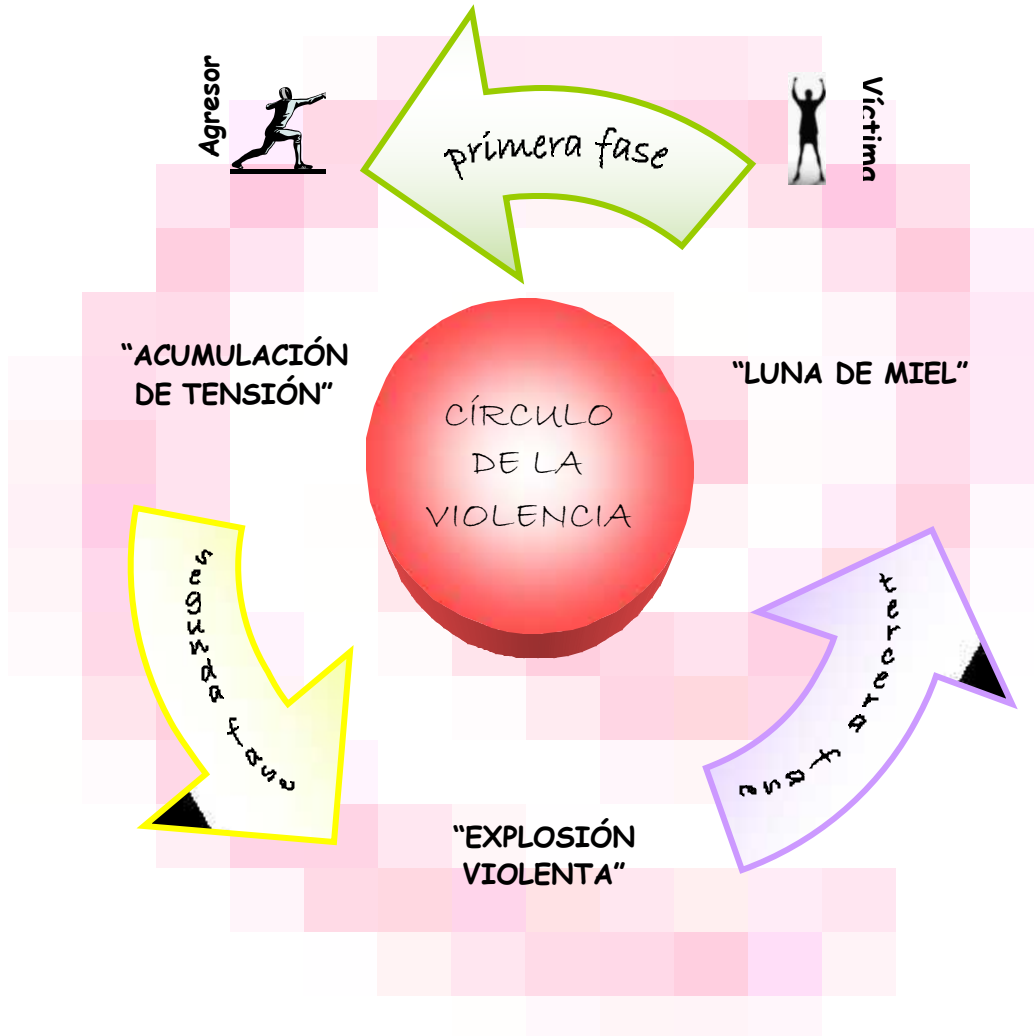 Agresor
primera fase
Víctima
“ACUMULACIÓN
DE TENSIÓN”
“LUNA DE MIEL”
CÍRCULO
DE LA
VIOLENCIA
segunda fase
tercera fase
“EXPLOSIÓN
VIOLENTA”